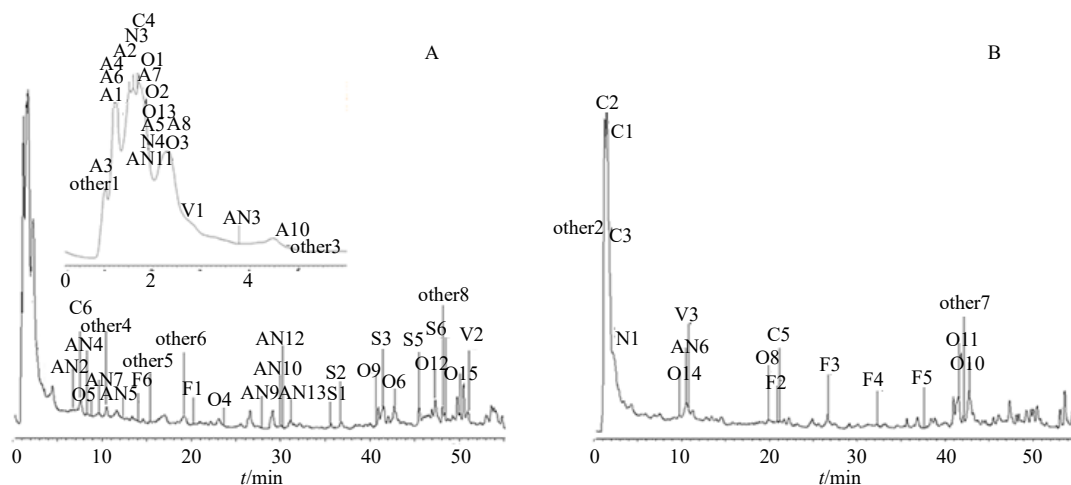 A
C4
N3
A2
O1
A4
A7
A6
O2
A1
O13
A5 A8
N4 O3
AN11
A3
other1
V1
AN3
A10
other3
0 2 4
other8
C6
other4
AN12
S6
V2
AN4
other6
S3
S5
AN2
other5
AN10
O9
O12
O5
AN7
F6
S2
O6
O15
AN5
F1
O4
AN9
AN13
S1
0 10 20 30 40 50
t/min
B
C2
C1
other2
C3
N1
V3
C5
AN6
O8
O14
F2
F3
F4
F5
other7
O11
O10
0 10 20 30 40 50
t/min